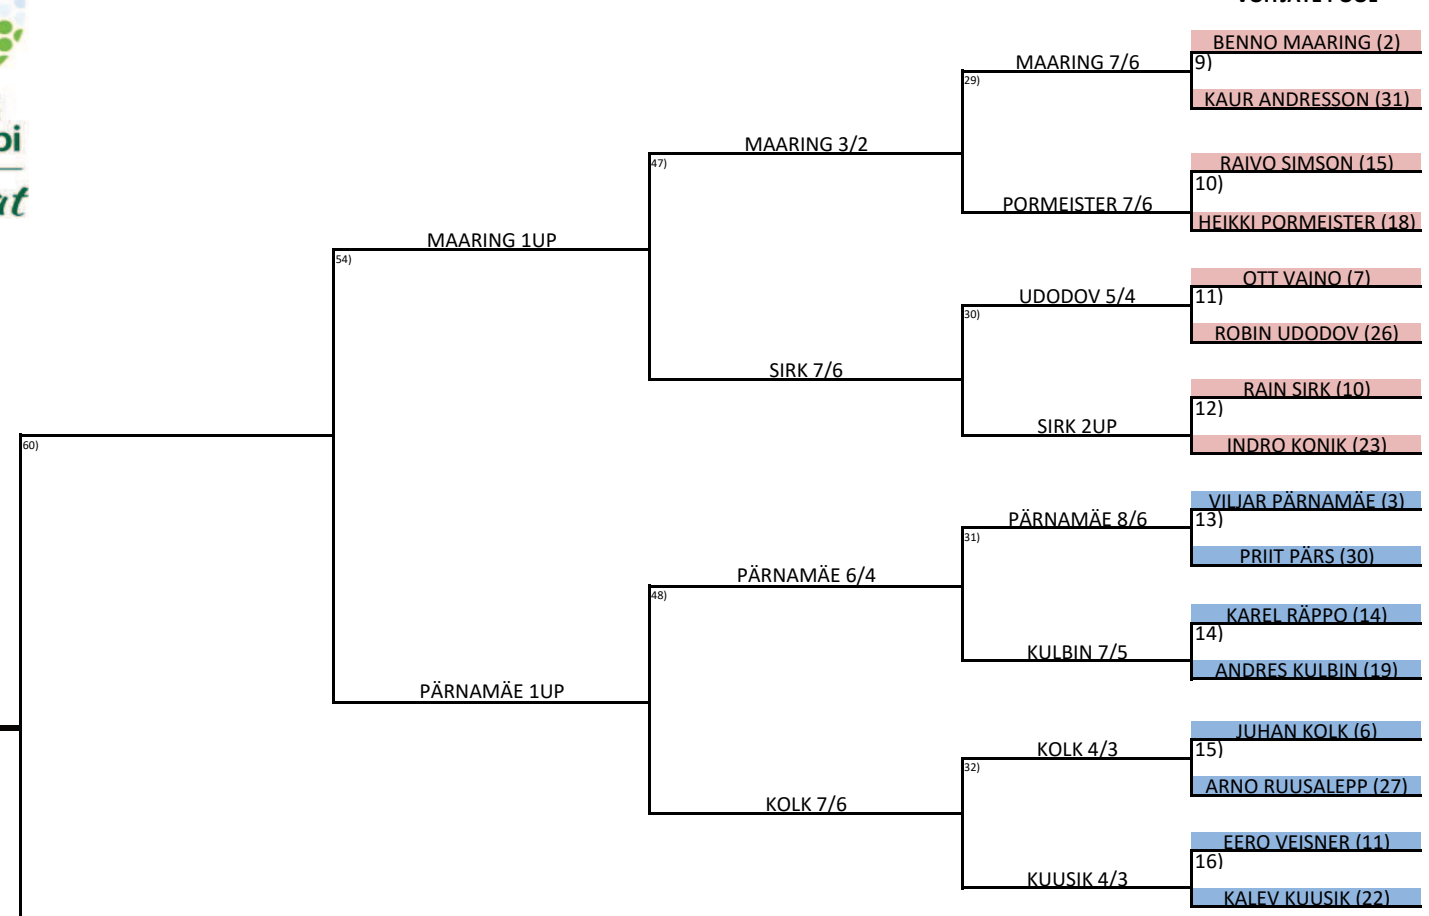 BENNO MAARING (2)
MAARING 7/6
9)
29)
KAUR ANDRESSON (31)
MAARING 3/2
47)
RAIVO SIMSON (15)
10)
PORMEISTER 7/6
HEIKKI PORMEISTER (18)
MAARING 1UP
54)
OTT VAINO (7)
UDODOV 5/4
11)
30)
ROBIN UDODOV (26)
SIRK 7/6
RAIN SIRK (10)
12)
SIRK 2UP
INDRO KONIK (23)
60)
VILJAR PÄRNAMÄE (3)
PÄRNAMÄE 8/6
13)
31)
PRIIT PÄRS (30)
PÄRNAMÄE 6/4
48)
KAREL RÄPPO (14)
14)
KULBIN 7/5
ANDRES KULBIN (19)
PÄRNAMÄE 1UP
JUHAN KOLK (6)
KOLK 4/3
15)
32)
ARNO RUUSALEPP (27)
KOLK 7/6
EERO VEISNER (11)
16)
KUUSIK 4/3
KALEV KUUSIK (22)